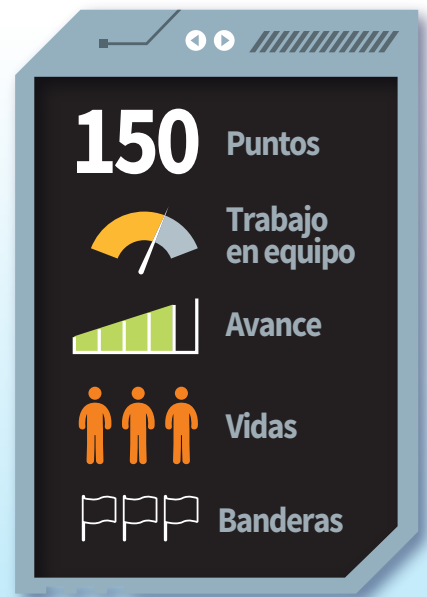 150 Puntos
Trabajo
en equipo
Avance
Vidas
Banderas